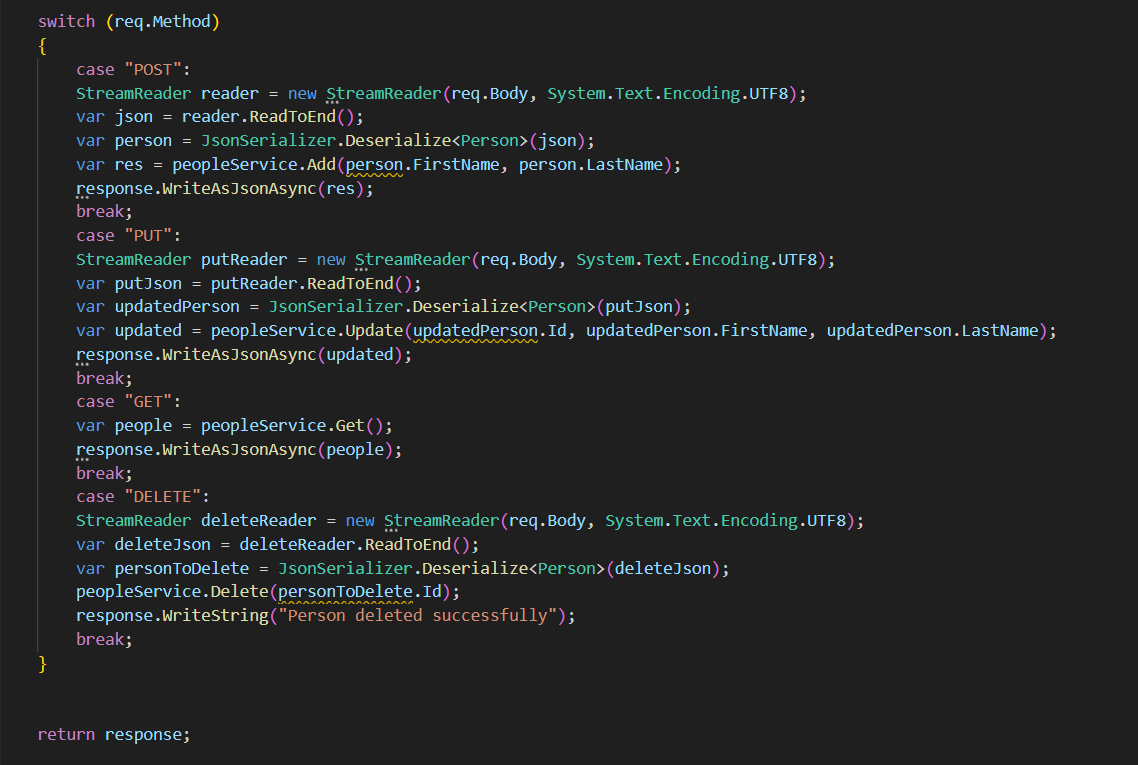 switch (req.Method)
{
case "POST":
StreamReader reader = new StreamReader(req.Body, System.Text.Encoding.UTF8);
var json = reader.ReadToEnd();
var person = JsonSerializer.Deserialize<Person>(json);
var res = peopleService.Add(person.FirstName, person.LastName);
response.WriteAsJsonAsync(res);
break;
case "PUT":
StreamReader putReader = new StreamReader(req.Body, System.Text.Encoding.UTF8);
var putJson = putReader.ReadToEnd();
var updatedPerson = JsonSerializer.Deserialize<Person>(putJson);
var updated = peopleService.Update(updatedPerson.Id, updatedPerson.FirstName, updatedPerson.LastName);
response.WriteAsJsonAsync(updated);
break;
case "GET":
var people = peopleService.Get();
response.WriteAsJsonAsync(people);
break;
case "DELETE":
StreamReader deleteReader = new StreamReader(req.Body, System.Text.Encoding.UTF8);
var deleteJson = deleteReader.ReadToEnd();
var personToDelete = JsonSerializer.Deserialize<Person>(deleteJson);
peopleService.Delete(personToDelete.Id);
response.WriteString("Person deleted successfully");
break;
}
return response;